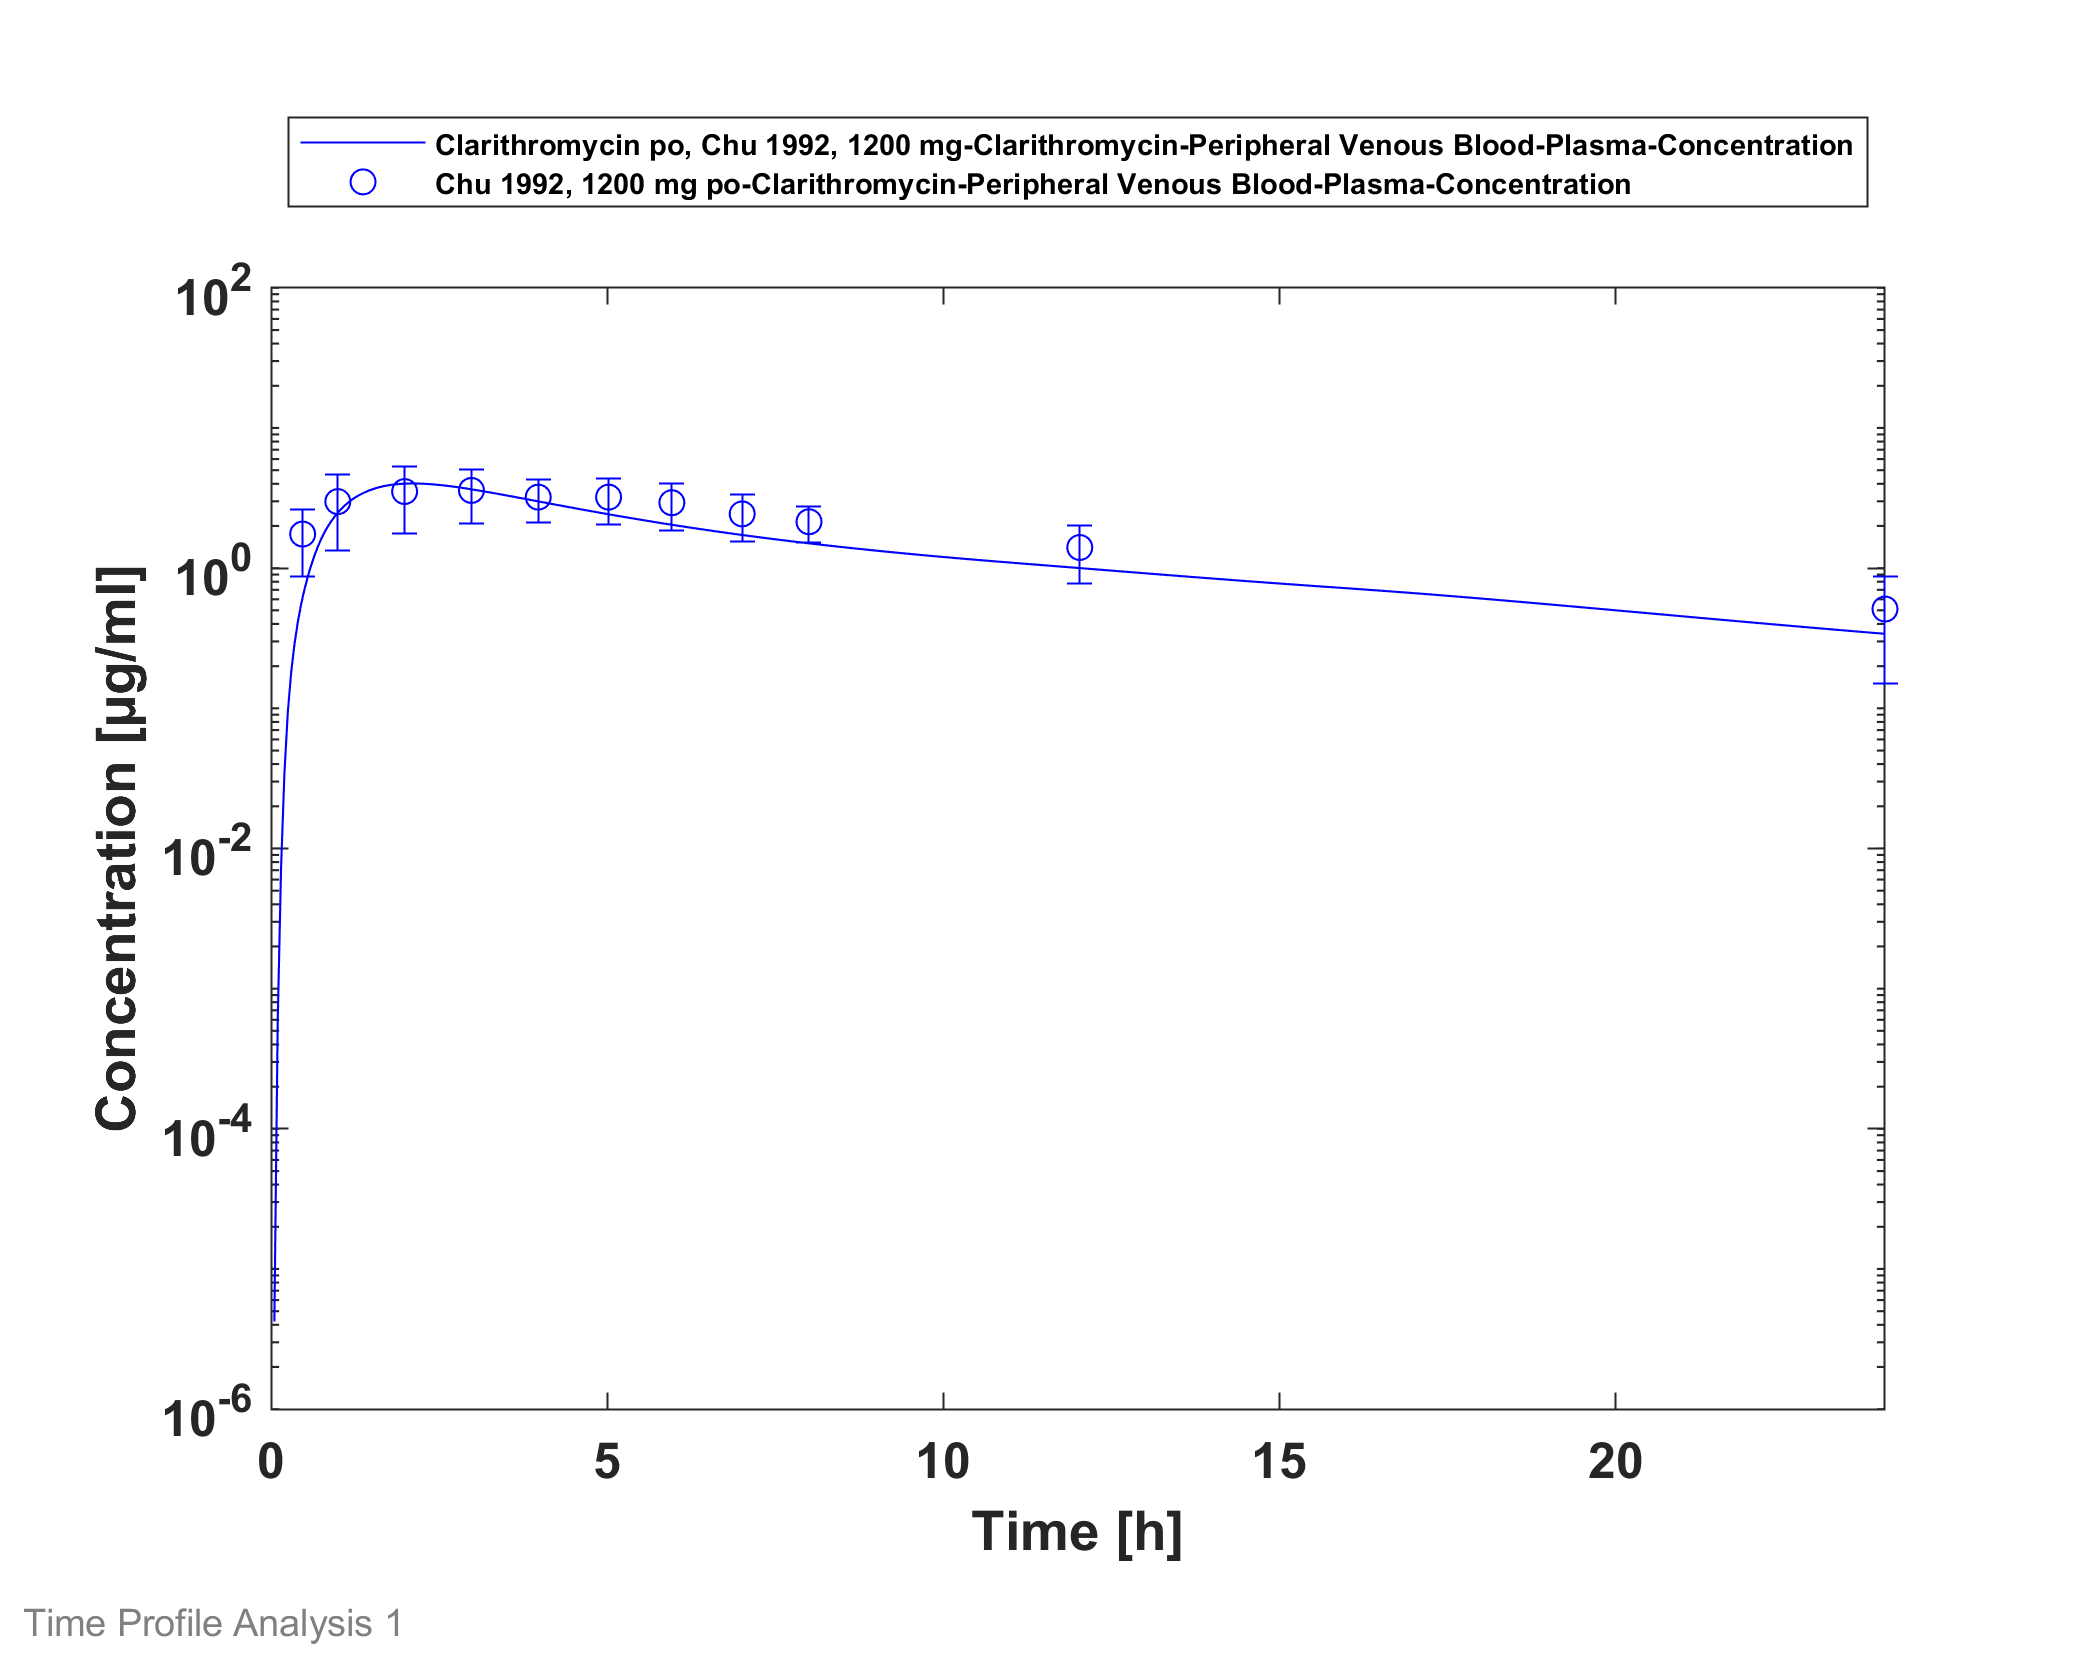 Clarithromycin po, Chu 1992, 1200 mg-Clarithromycin-Peripheral Venous Blood-Plasma-Concentration
Chu 1992, 1200 mg po-Clarithromycin-Peripheral Venous Blood-Plasma-Concentration
10^2
10^0
10^-2
10^-4
10^-6
Concentration [µg/ml]
0 5 10 15 20
Time [h]
Time Profile Analysis 1